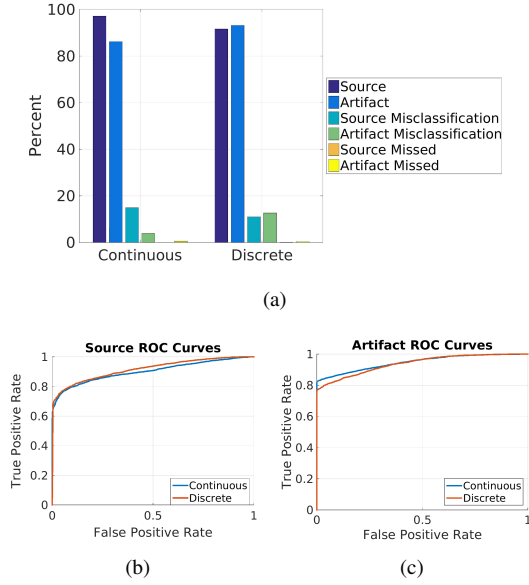 100
80
60
40
20
0
Percent
Continuous
Discrete
Source
Artifact
Source Misclassification
Artifact Misclassification
Source Missed
Artifact Missed
(a)
Source ROC Curves
1
0.8
0.6
0.4
0.2
0
True Positive Rate
0
0.5
1
False Positive Rate
Continuous
Discrete
(b)
Artifact ROC Curves
1
0.8
0.6
0.4
0.2
0
True Positive Rate
0
0.5
1
False Positive Rate
Continuous
Discrete
(c)